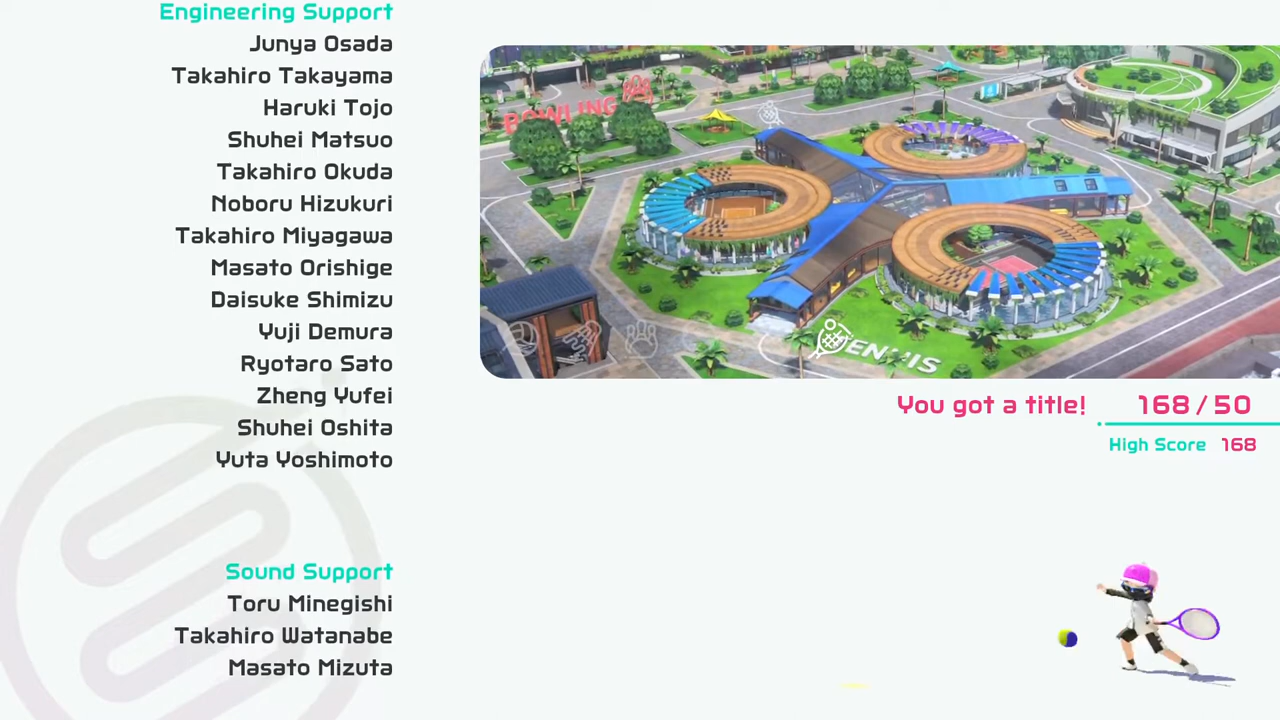 Engineering Support
Junya Osada
Takahiro Takayama
Haruki Tojo
Shuhei Matsuo
Takahiro Okuda
Noboru Hizukuri
Takahiro Miyagawa
Masato Orishige
Daisuke Shimizu
Yuji Demura
Ryotaro Sato
Zheng Yufei
Shuhei Oshita
Yuta Yoshimoto
Sound Support
Toru Minegishi
Takahiro Watanabe
Masato Mizuta
BOWLING
TENNIS
You got a title! 168/50
High Score 168